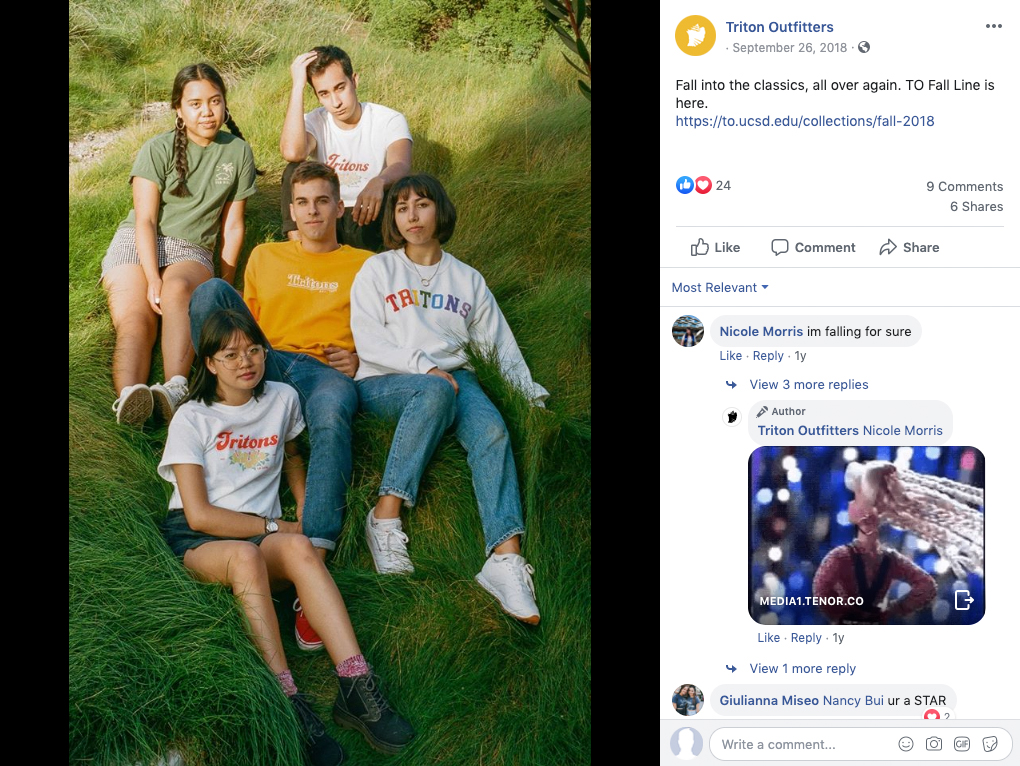 Tritons
Tritons
TRITONS
Tritons
Triton Outfitters
· September 26, 2018 ·
Fall into the classics, all over again. TO Fall Line is
here.
https://to.ucsd.edu/collections/fall-2018
24
9 Comments
6 Shares
Like
Comment
Share
Most Relevant
Nicole Morris im falling for sure
Like · Reply · 1y
View 3 more replies
Author
Triton Outfitters Nicole Morris
MEDIA1.TENOR.CO
Like · Reply · 1y
View 1 more reply
Giulianna Miseo Nancy Bui ur a STAR
2
Write a comment...
GIF